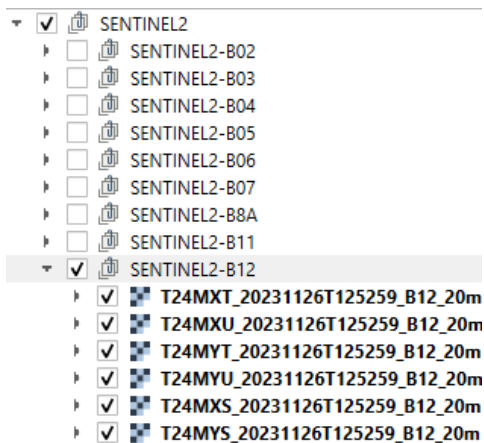 SENTINEL2
SENTINEL2-B02
SENTINEL2-B03
SENTINEL2-B04
SENTINEL2-B05
SENTINEL2-B06
SENTINEL2-B07
SENTINEL2-B8A
SENTINEL2-B11
SENTINEL2-B12
T24MXT_20231126T125259_B12_20m
T24MXU_20231126T125259_B12_20m
T24MYT_20231126T125259_B12_20m
T24MYU_20231126T125259_B12_20m
T24MXS_20231126T125259_B12_20m
T24MYS_20231126T125259_B12_20m